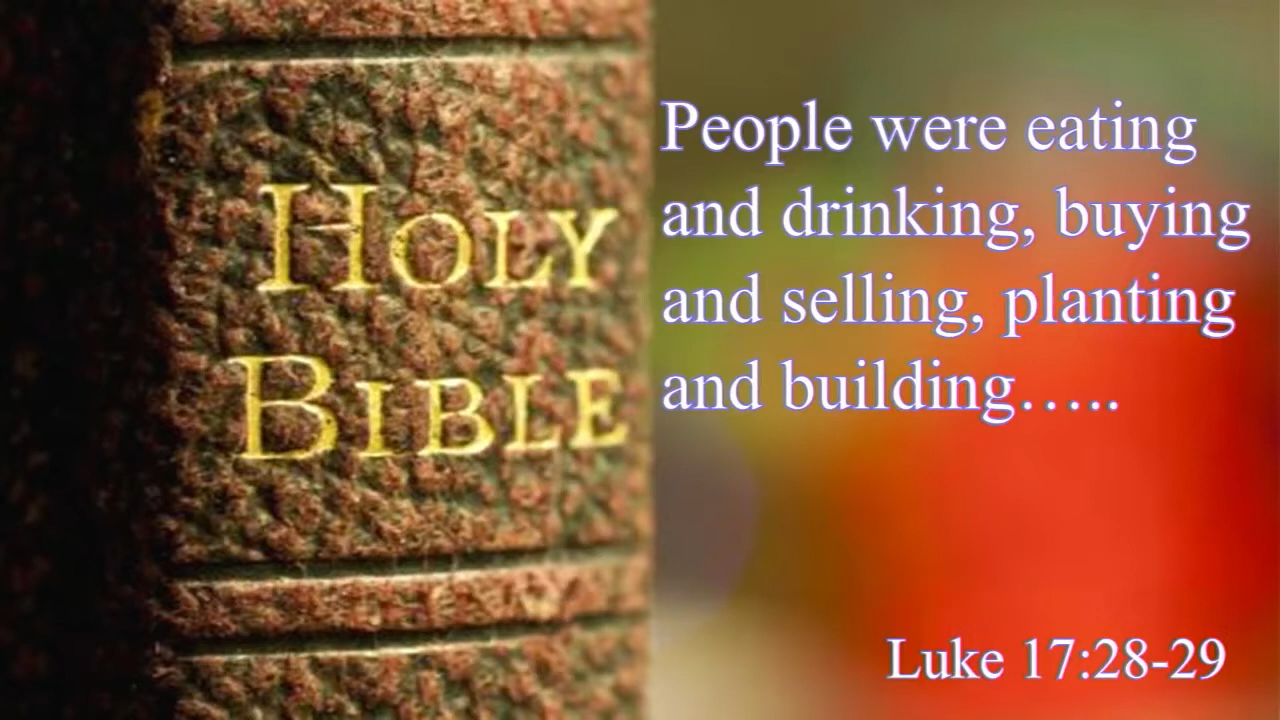 HOLY
BIBLE
People were eating
and drinking, buying
and selling, planting
and building…..
Luke 17:28-29